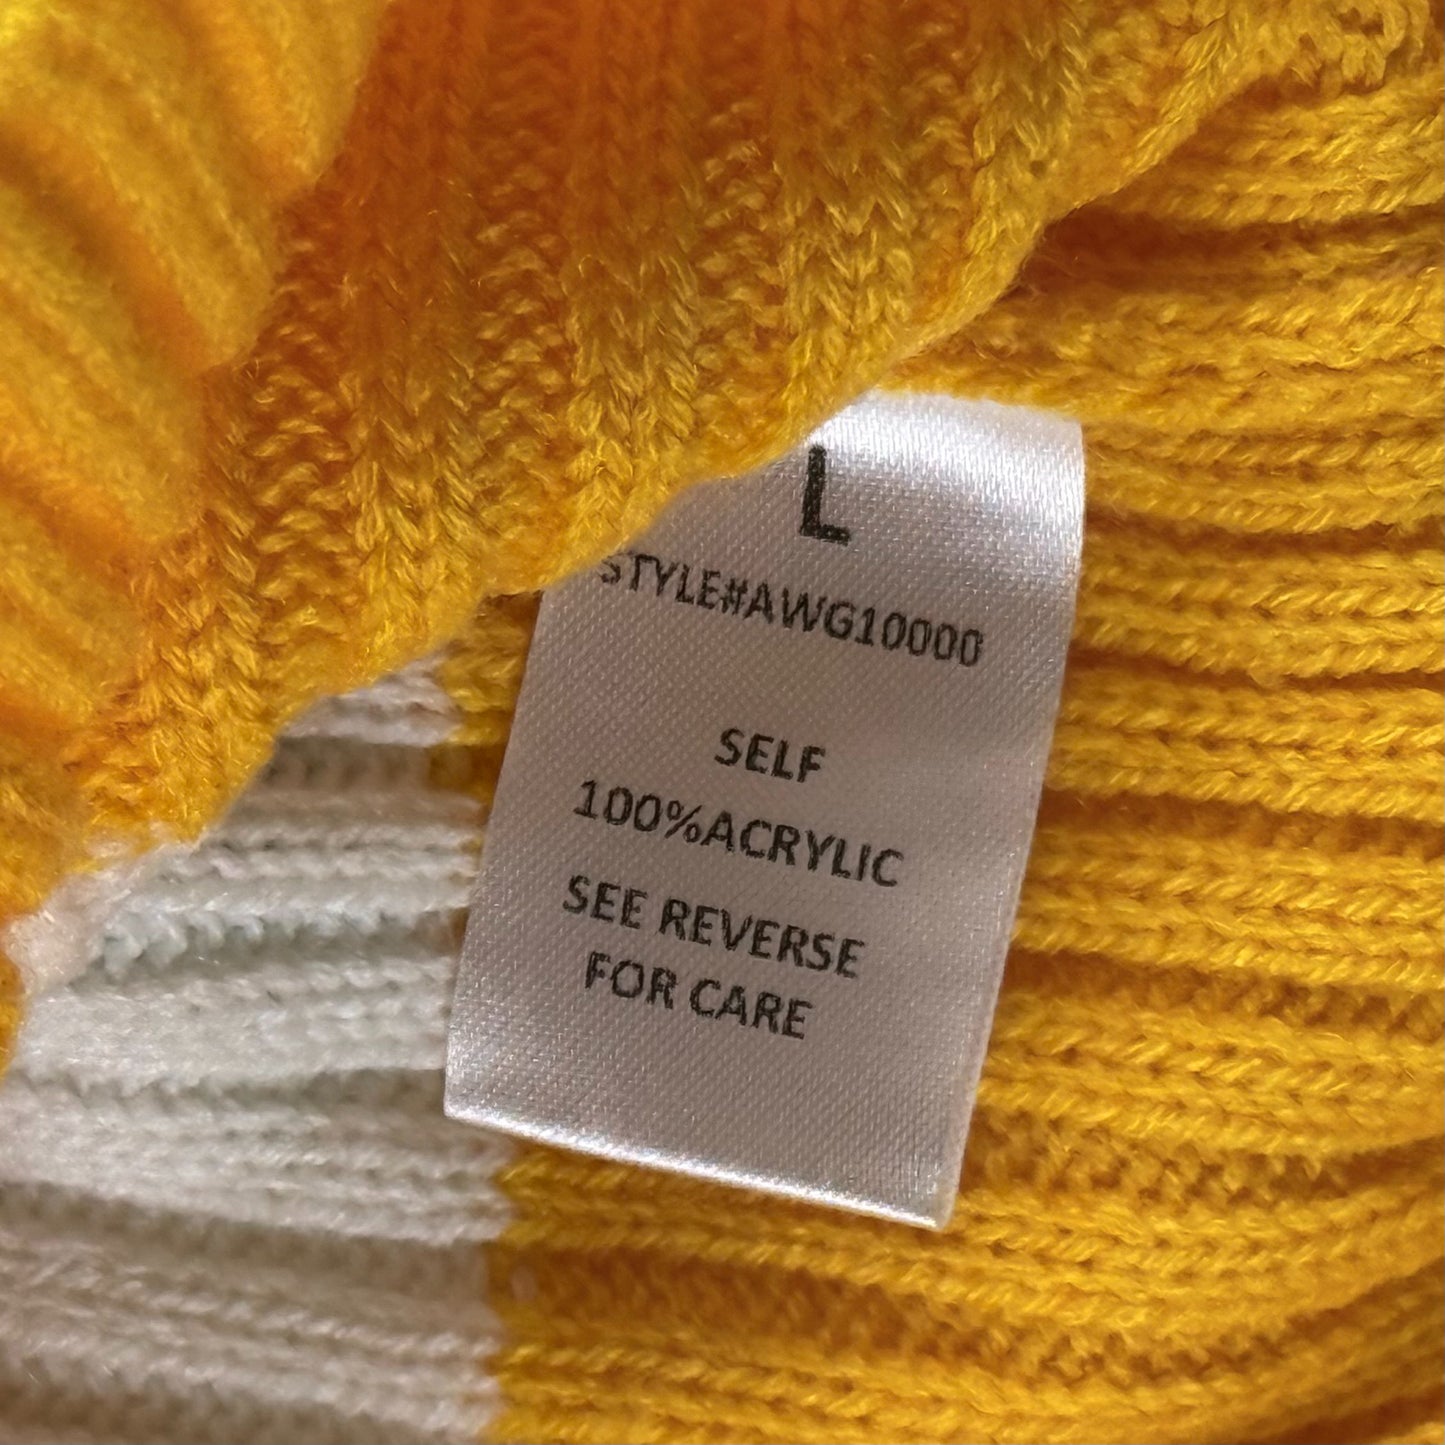 L
STYLE#AWG10000
SELF
100%ACRYLIC
SEE REVERSE
FOR CARE